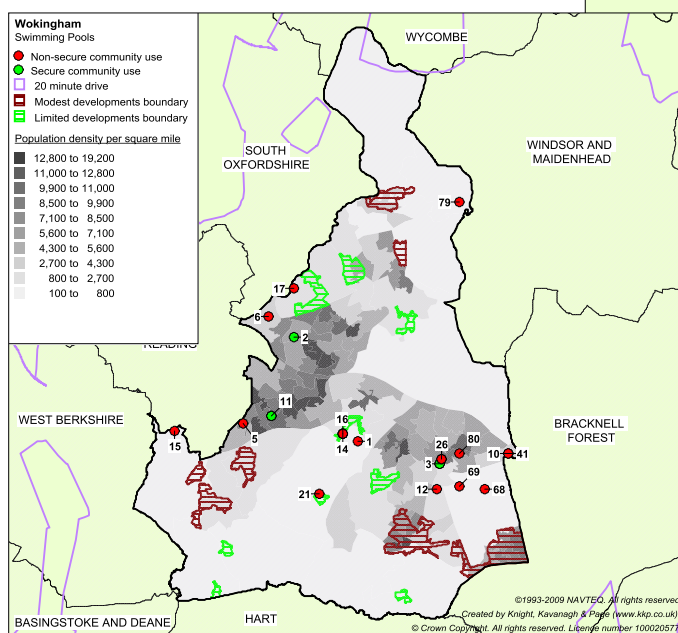 Wokingham
Swimming Pools
Non-secure community use
Secure community use
20 minute drive
Modest developments boundary
Limited developments boundary
Population density per square mile
12,800 to 19,200
11,000 to 12,800
9,900 to 11,000
8,500 to 9,900
7,100 to 8,500
5,600 to 7,100
4,300 to 5,600
2,700 to 4,300
800 to 2,700
100 to 800
WYCOMBE
SOUTH
OXFORDSHIRE
WINDSOR AND
MAIDENHEAD
79
17
6
2
READING
11
WEST BERKSHIRE
15
5
16
14
1
BRACKNELL
FOREST
26
80
3
10
41
12
69
68
21
HART
BASINGSTOKE AND DEANE
©1993-2009 NAVTEQ. All rights reserved.
Created by Knight, Kavanagh & Page (www.kkp.co.uk)
© Crown Copyright. All rights reserved. Licence number 100020577